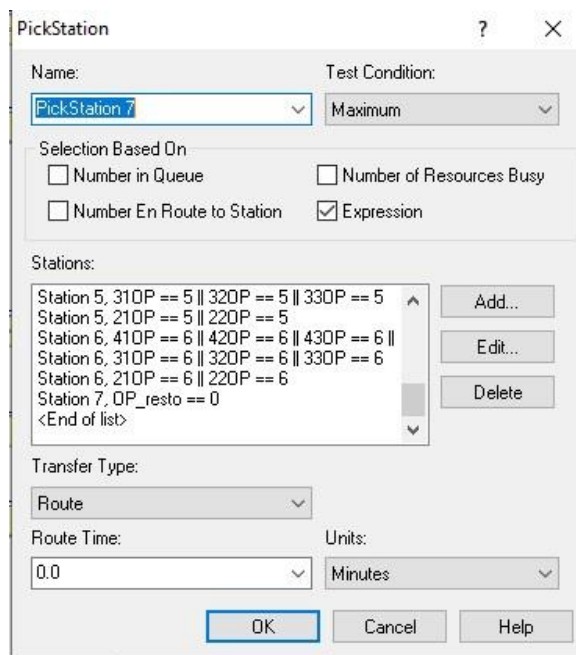 PickStation
?
Name:
Test Condition:
PickStation 7
Maximum
Selection Based On
Number in Queue
Number of Resources Busy
Number En Route to Station
Expression
Stations:
Station 5, 31OP == 5 || 32OP == 5 || 33OP == 5
Station 5, 21OP == 5 || 22OP == 5
Station 6, 41OP == 6 || 42OP == 6 || 43OP == 6 ||
Station 6, 31OP == 6 || 32OP == 6 || 33OP == 6
Station 6, 21OP == 6 || 22OP == 6
Station 7, OP_resto == 0
<End of list>
Add...
Edit...
Delete
Transfer Type:
Route
Route Time:
Units:
0.0
Minutes
OK
Cancel
Help